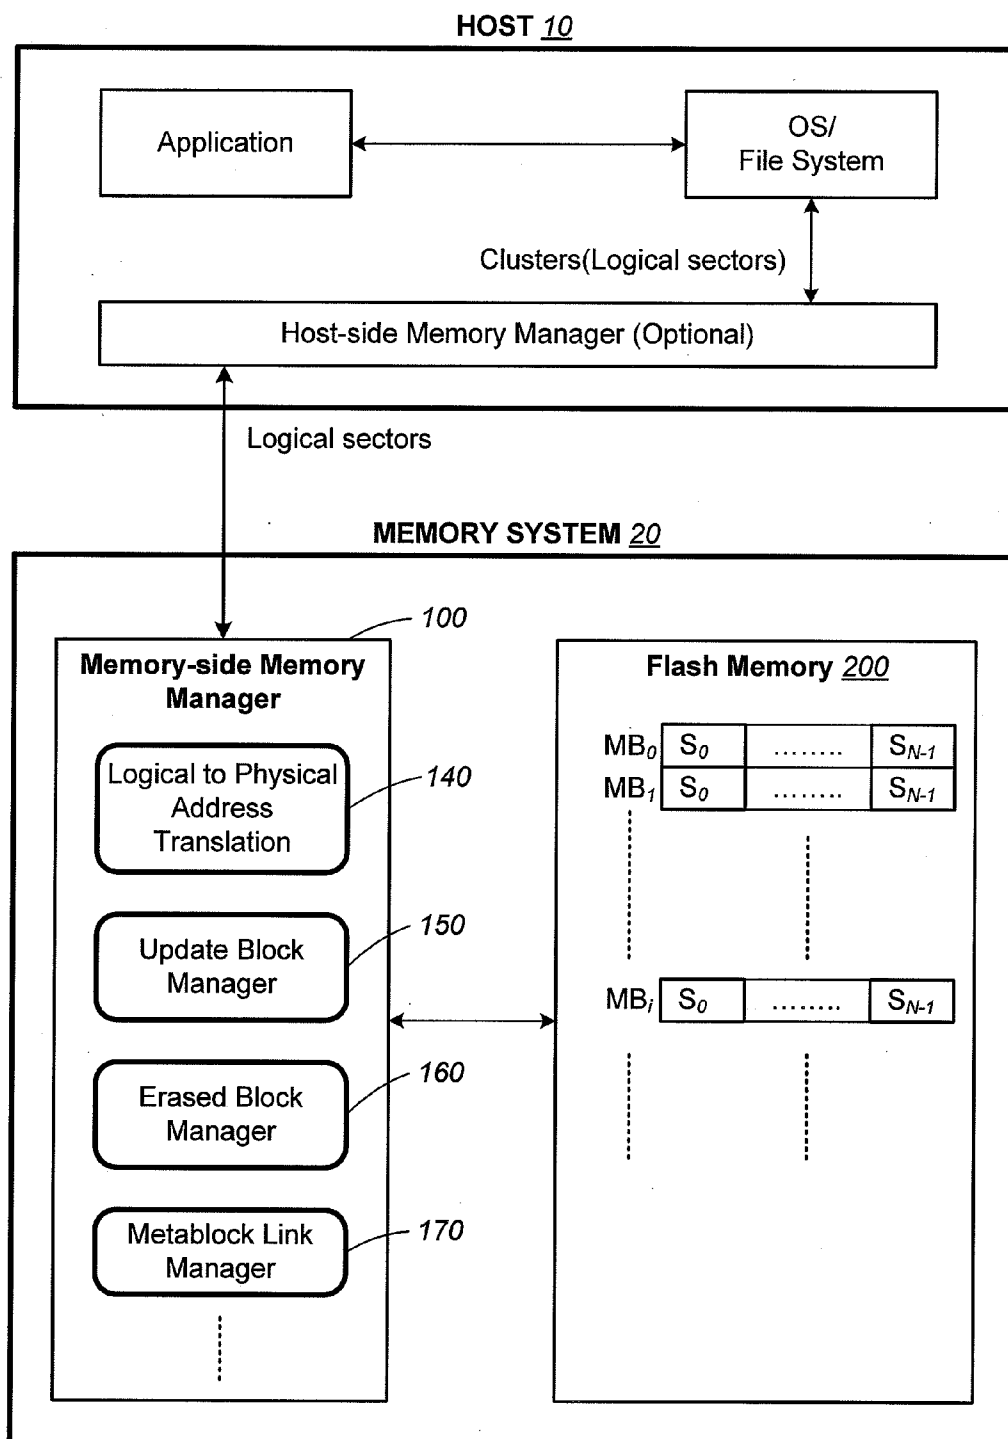 HOST 10
Application
OS/
File System
Clusters(Logical sectors)
Host-side Memory Manager (Optional)
Logical sectors
MEMORY SYSTEM 20
100
Memory-side Memory
Manager
Logical to Physical
Address
Translation
140
Update Block
Manager
150
Erased Block
Manager
160
Metablock Link
Manager
170
Flash Memory 200
MB0 S0 ........ SN-1
MB1 S0 ........ SN-1
MBi S0 ........ SN-1